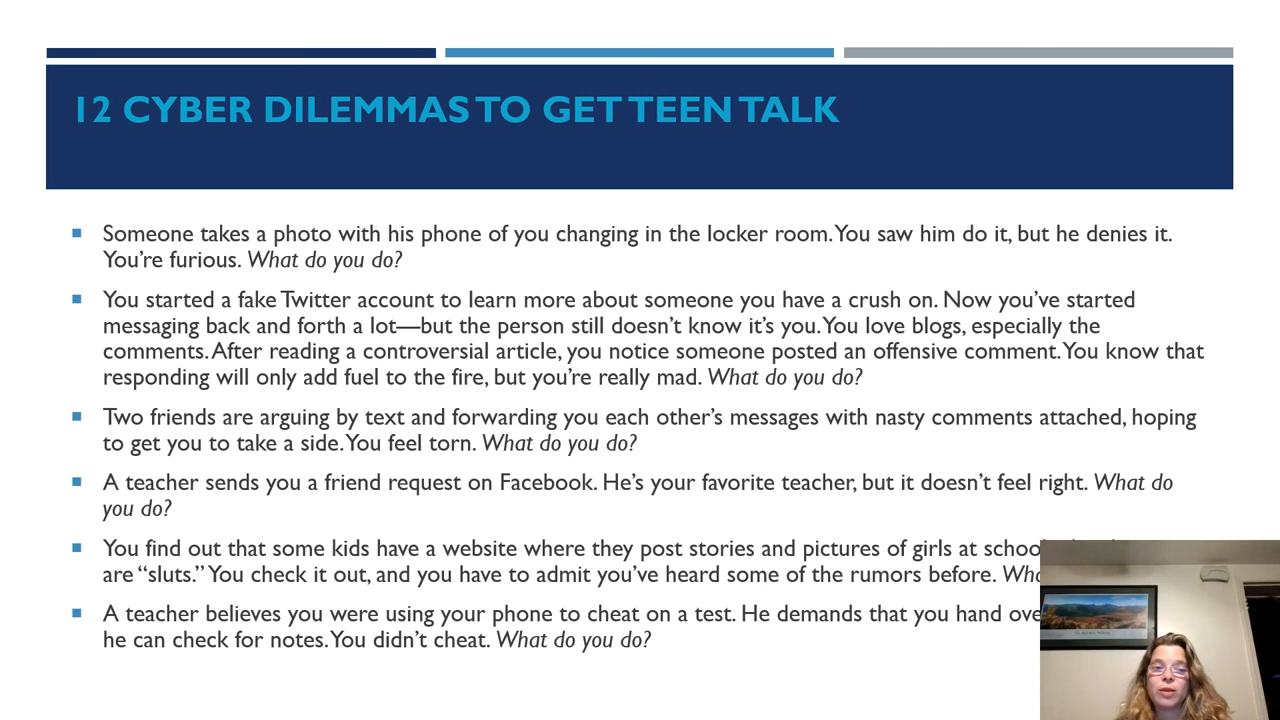 12 CYBER DILEMMAS TO GET TEEN TALK
Someone takes a photo with his phone of you changing in the locker room. You saw him do it, but he denies it.
You’re furious. What do you do?
You started a fake Twitter account to learn more about someone you have a crush on. Now you’ve started
messaging back and forth a lot—but the person still doesn’t know it’s you. You love blogs, especially the
comments. After reading a controversial article, you notice someone posted an offensive comment. You know that
responding will only add fuel to the fire, but you’re really mad. What do you do?
Two friends are arguing by text and forwarding you each other’s messages with nasty comments attached, hoping
to get you to take a side. You feel torn. What do you do?
A teacher sends you a friend request on Facebook. He’s your favorite teacher, but it doesn’t feel right. What do
you do?
You find out that some kids have a website where they post stories and pictures of girls at school
are “sluts.” You check it out, and you have to admit you’ve heard some of the rumors before.
A teacher believes you were using your phone to cheat on a test. He demands that you hand
he can check for notes. You didn’t cheat. What do you do?